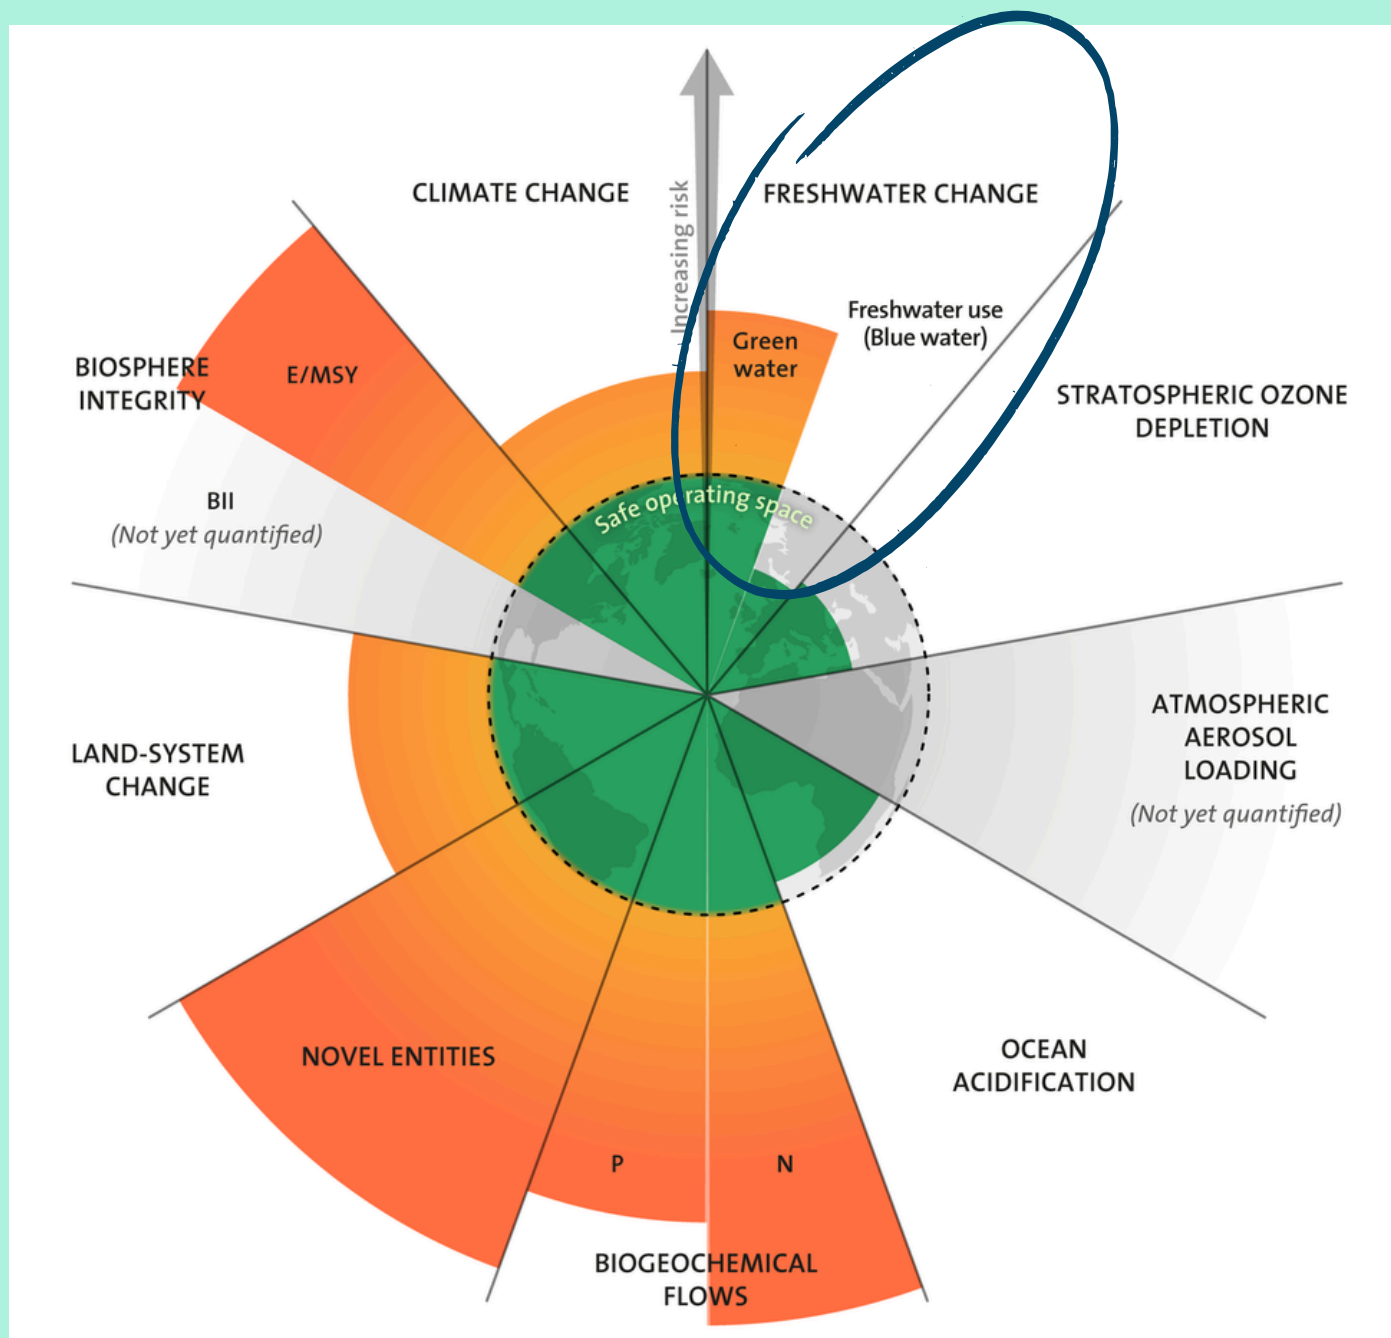 CLIMATE CHANGE
FRESHWATER CHANGE
Increasing risk
Freshwater use
(Blue water)
Green
water
BIOSPHERE
INTEGRITY
E/MSY
STRATOSPHERIC OZONE
DEPLETION
BII
(Not yet quantified)
Safe operating space
LAND-SYSTEM
CHANGE
ATMOSPHERIC
AEROSOL
LOADING
(Not yet quantified)
NOVEL ENTITIES
OCEAN
ACIDIFICATION
P
N
BIOGEOCHEMICAL
FLOWS